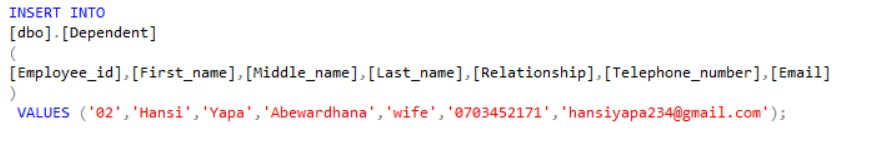 INSERT INTO
[dbo].[Dependent]
(
[Employee_id],[First_name],[Middle_name],[Last_name],[Relationship],[Telephone_number],[Email]
)
VALUES ('02','Hansi','Yapa','Abewardhana','wife','0703452171','hansiyapa234@gmail.com');